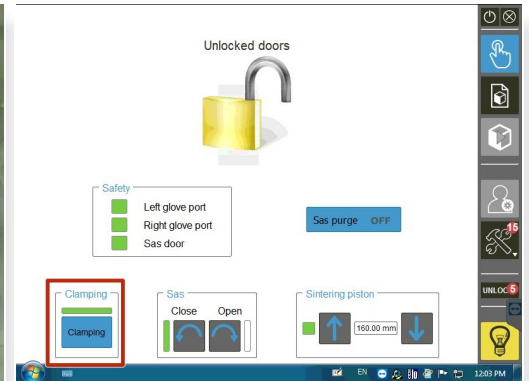 Unlocked doors
Safety
Left glove port
Right glove port
Sas door
Sas purge OFF
15
Clamping
Clamping
Sas
Close Open
Sintering piston
160.00 mm
UNLOC 5
EN
12:03 PM